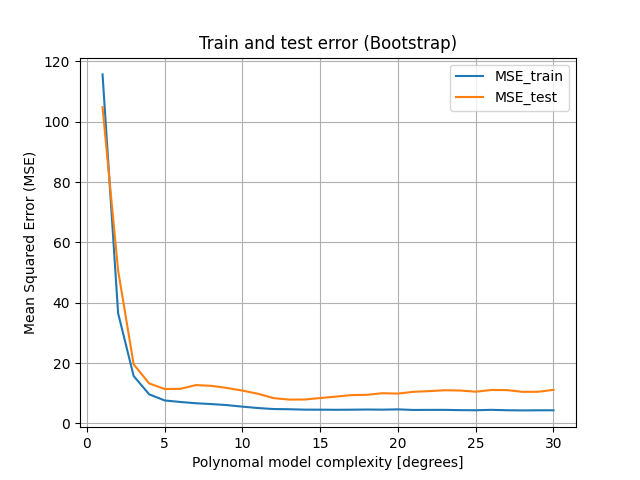 Train and test error (Bootstrap)
MSE_train
MSE_test
120
100
80
60
40
20
0
Mean Squared Error (MSE)
0 5 10 15 20 25 30
Polynomal model complexity [degrees]